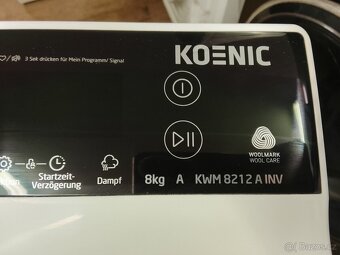 KOENIC
3 Sek drücken für Mein Programm/ Signal
WOOLMARK
WOOL CARE
Startzeit-
Verzögerung
Dampf
8kg A KWM 8212 A INV